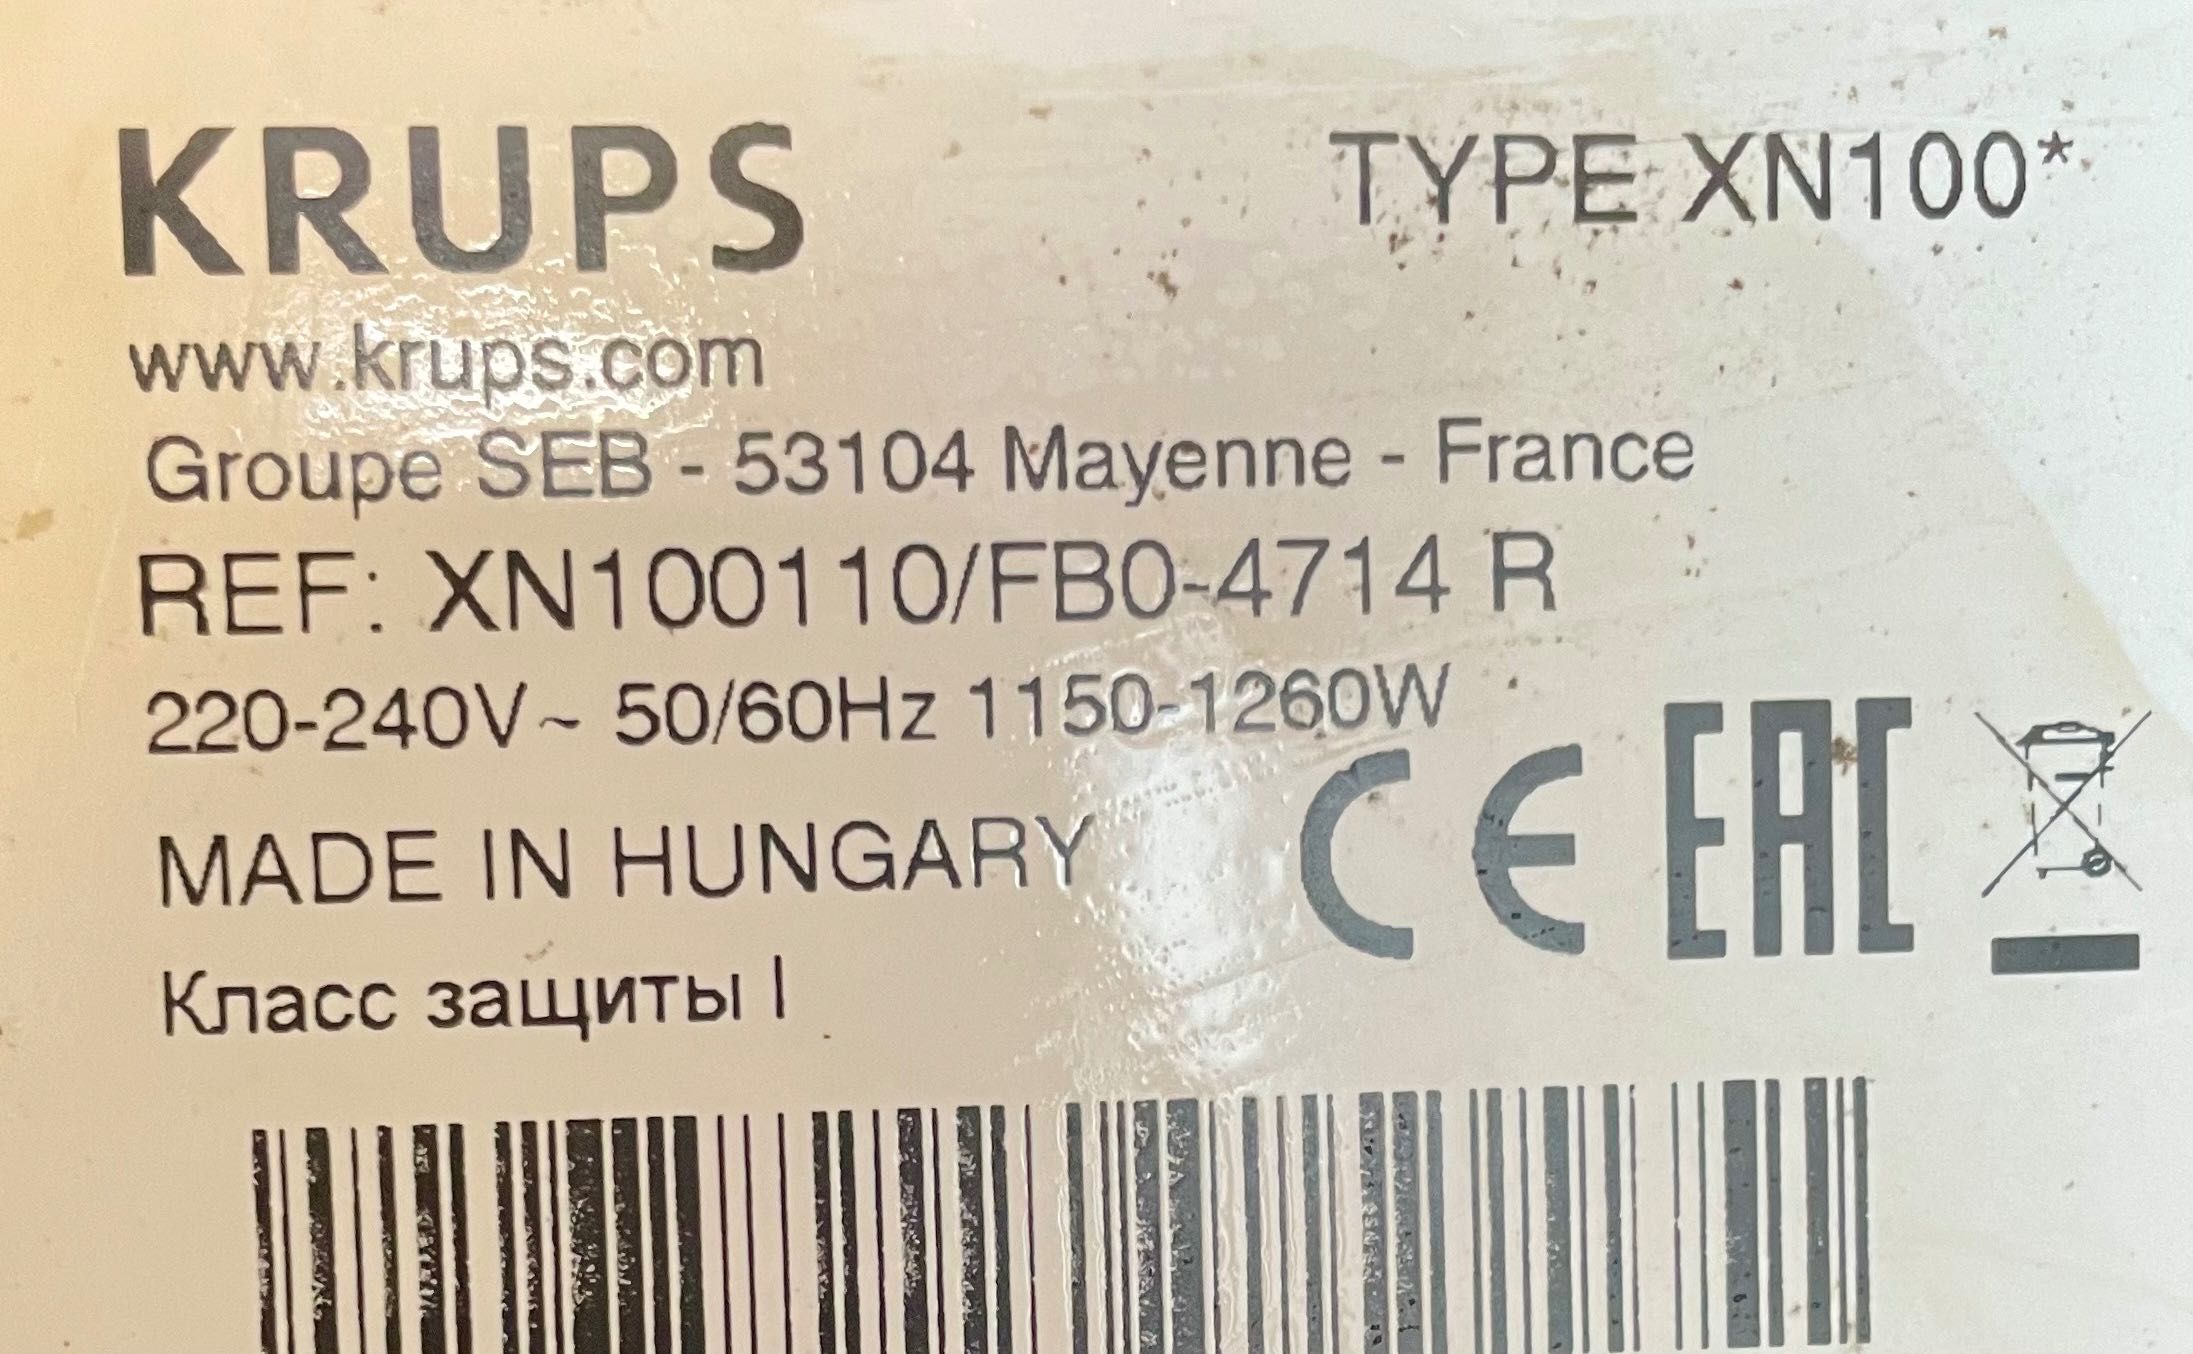 KRUPS
TYPE XN100*
www.krups.com
Groupe SEB - 53104 Mayenne - France
REF: XN100110/FB0-4714 R
220-240V~ 50/60Hz 1150-1260W
CE EAC
MADE IN HUNGARY
Класс защиты I